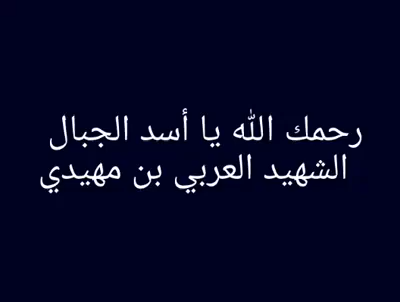 رحمك الله يا أسد الجبال
الشهيد العربي بن مهيدي